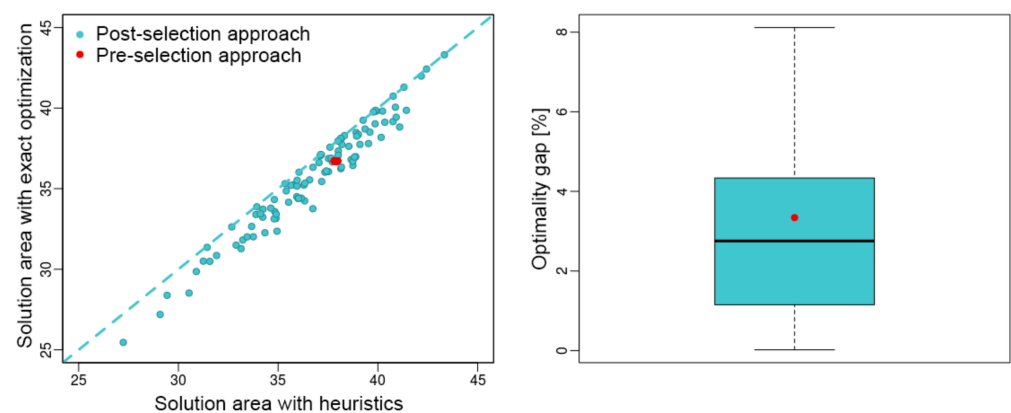 Post-selection approach
Pre-selection approach
Solution area with exact optimization
45
40
35
30
25
25 30 35 40 45
Solution area with heuristics
Optimality gap [%]
8
6
4
2
0